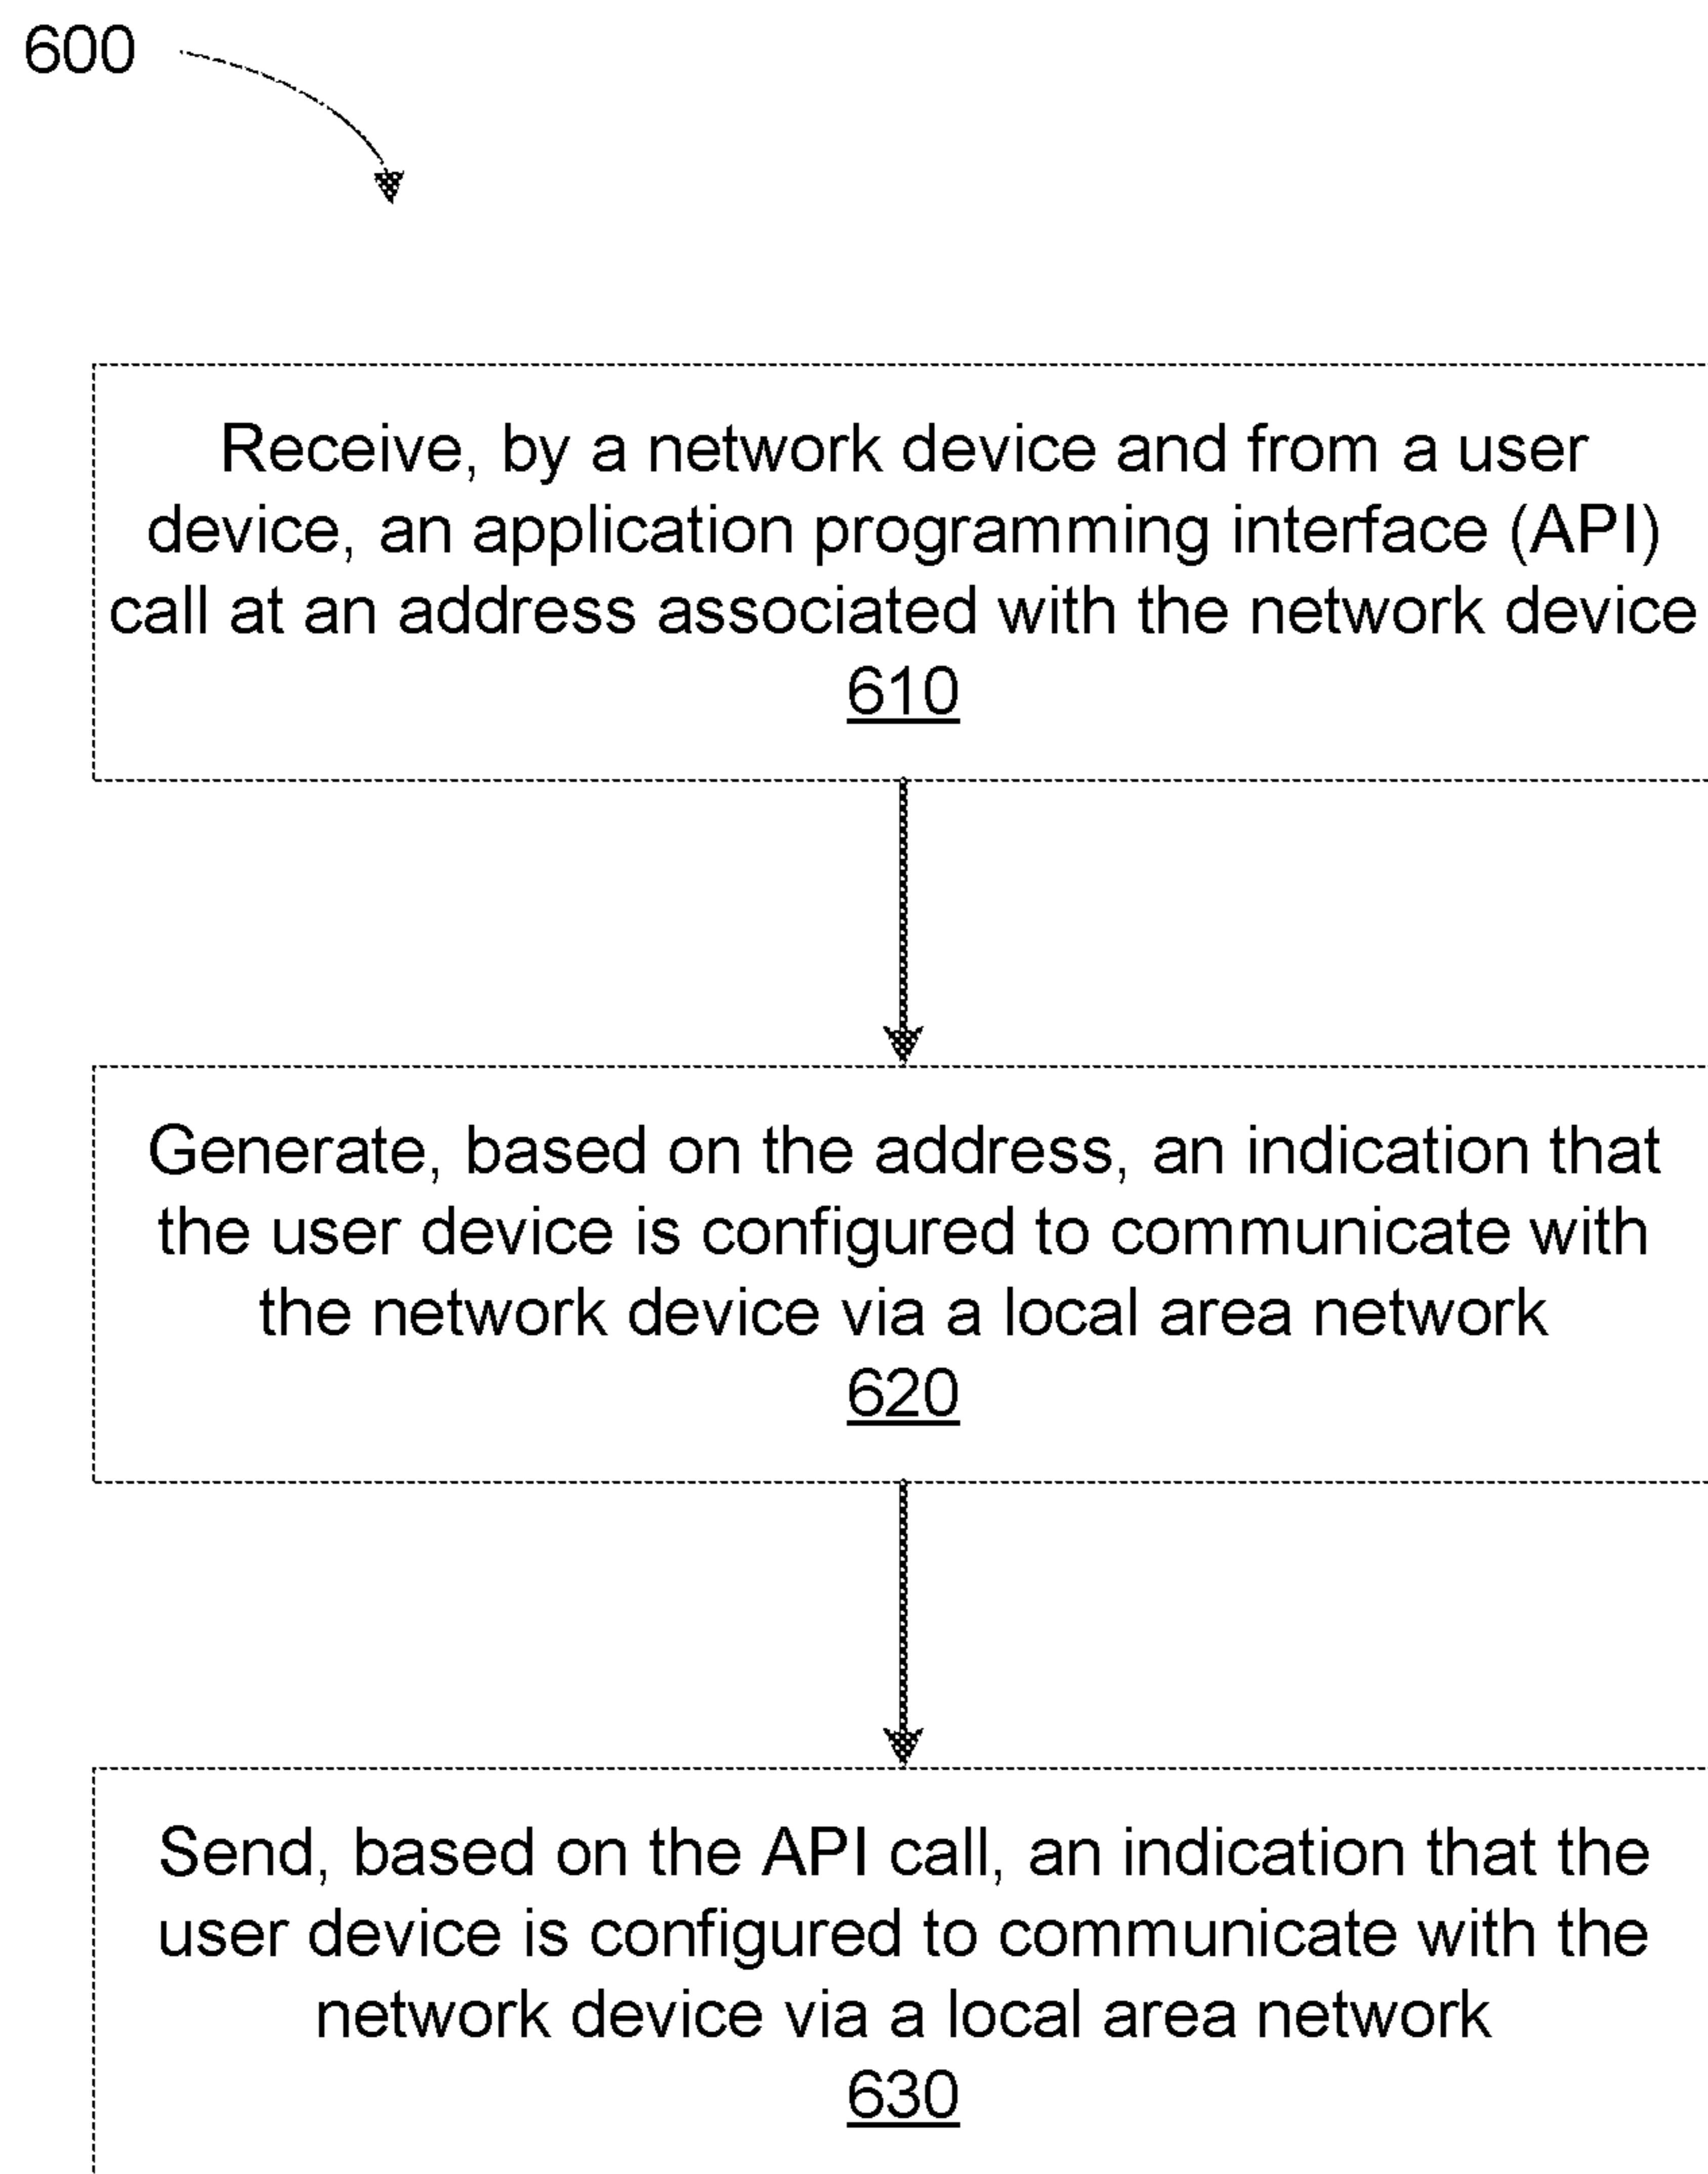 600
Receive, by a network device and from a user
device, an application programming interface (API)
call at an address associated with the network device
610
Generate, based on the address, an indication that
the user device is configured to communicate with
the network device via a local area network
620
Send, based on the API call, an indication that the
user device is configured to communicate with the
network device via a local area network
630